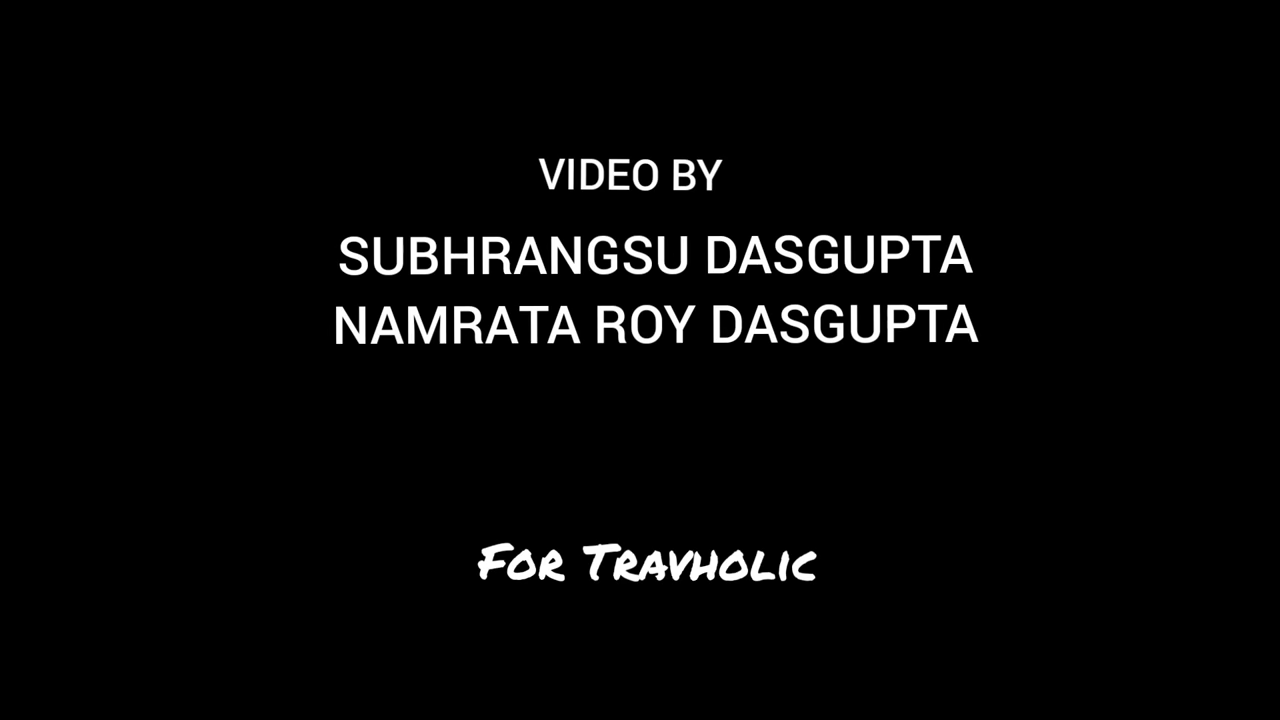 VIDEO BY
SUBHRANGSU DASGUPTA
NAMRATA ROY DASGUPTA
For Travholic